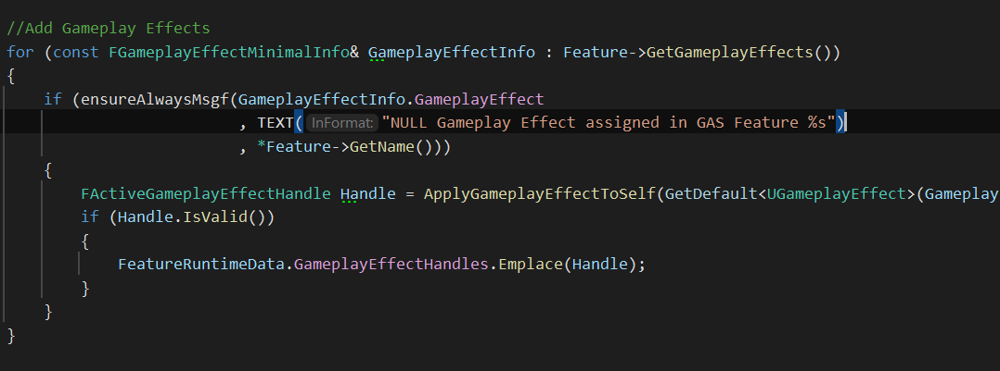 //Add Gameplay Effects
for (const FGameplayEffectMinimalInfo& GameplayEffectInfo : Feature->GetGameplayEffects())
{
if (ensureAlwaysMsgf(GameplayEffectInfo.GameplayEffect
, TEXT( InFormat: "NULL Gameplay Effect assigned in GAS Feature %s")
, *Feature->GetName()))
{
FActiveGameplayEffectHandle Handle = ApplyGameplayEffectToSelf(GetDefault<UGameplayEffect>(Gameplay
if (Handle.IsValid())
{
FeatureRuntimeData.GameplayEffectHandles.Emplace(Handle);
}
}
}